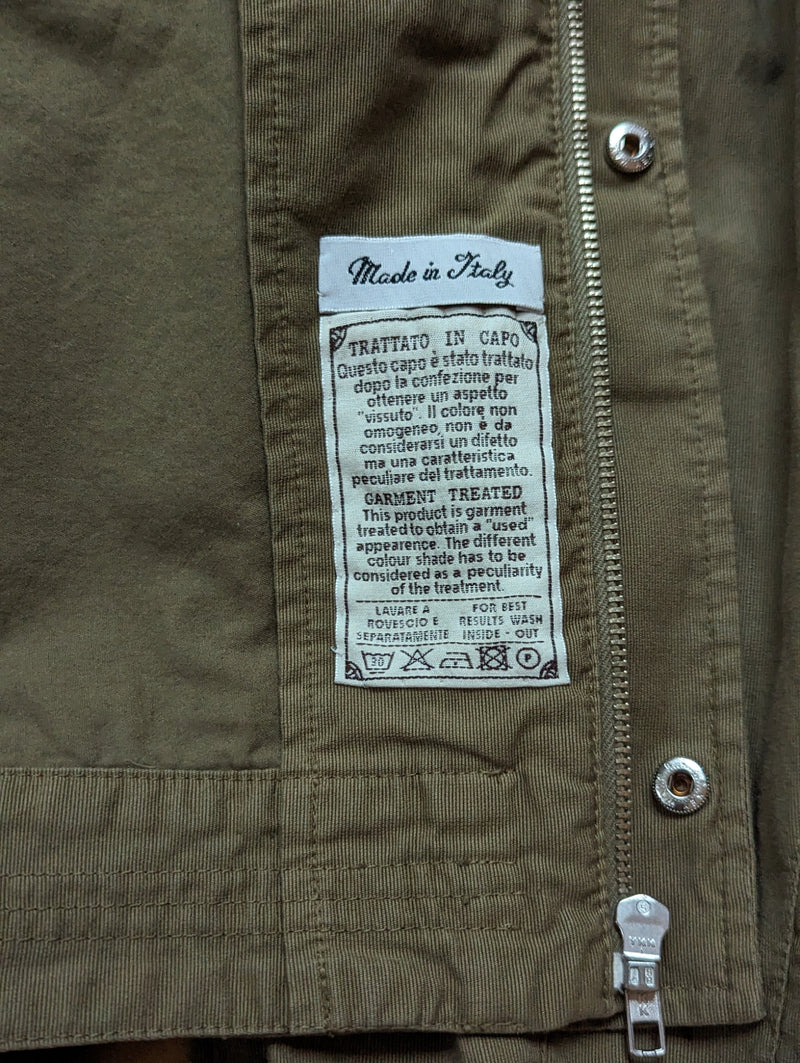 Made in Italy
TRATTATO IN CAPO
Questo capo è stato trattato
dopo la confezione per
ottenere un aspetto
"vissuto". Il colore non
omogeneo, non è da
considerarsi un difetto
ma una caratteristica
peculiare del trattamento.
GARMENT TREATED
This product is garment
treated to obtain a "used"
appearence. The different
colour shade has to be
considered as a peculiarity
of the treatment.
LAVARE A
ROVESCIO E
SEPARATAMENTE
FOR BEST
RESULTS WASH
INSIDE - OUT
30
P
YKK
K